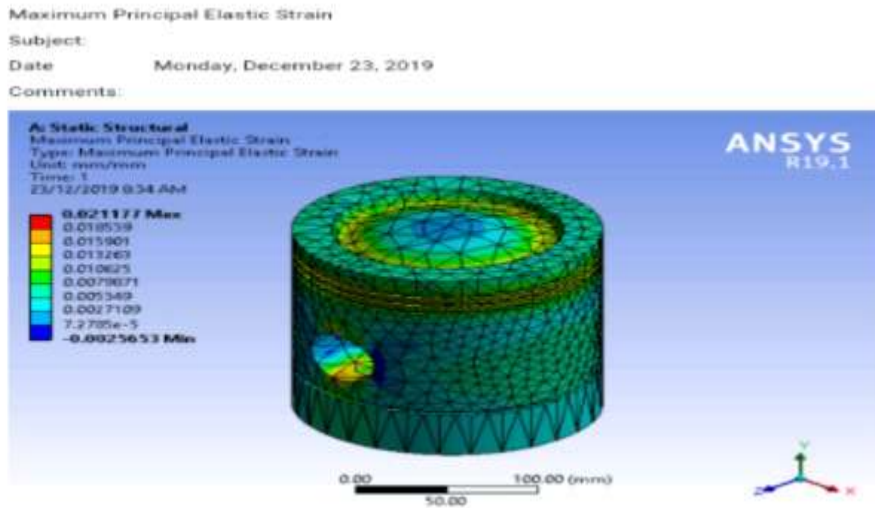 Maximum Principal Elastic Strain
Subject:
Date Monday, December 23, 2019
Comments:
A: Static Structural
Maximum Principal Elastic Strain
Type: Maximum Principal Elastic Strain
Unit: mm/mm
Time: 1
23/12/2019 8:34 AM
ANSYS
R19.1
0.021177 Max
0.018539
0.015901
0.013263
0.010625
0.0079871
0.005349
0.0027109
7.2785e-5
-0.0025653 Min
0.00 100.00 (mm)
50.00
Y
Z X